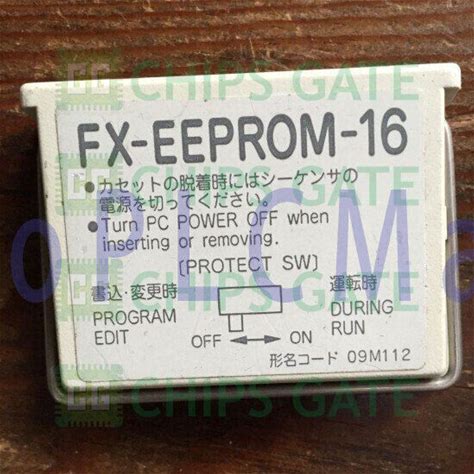 CHIPS GATE
FX-EEPROM-16
●カセットの脱着時にはシーケンサの
電源を切ってください。
●Turn PC POWER OFF when
inserting or removing.
[PROTECT SW]
書込・変更時
PROGRAM
EDIT
OFF ↔ ON
運転時
DURING
RUN
形名コード 09M112
CHIPS GATE